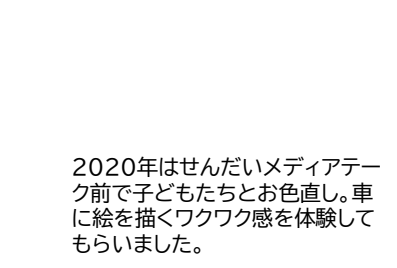 2020年はせんだいメディアテー
ク前で子どもたちとお色直し。車
に絵を描くワクワク感を体験して
もらいました。